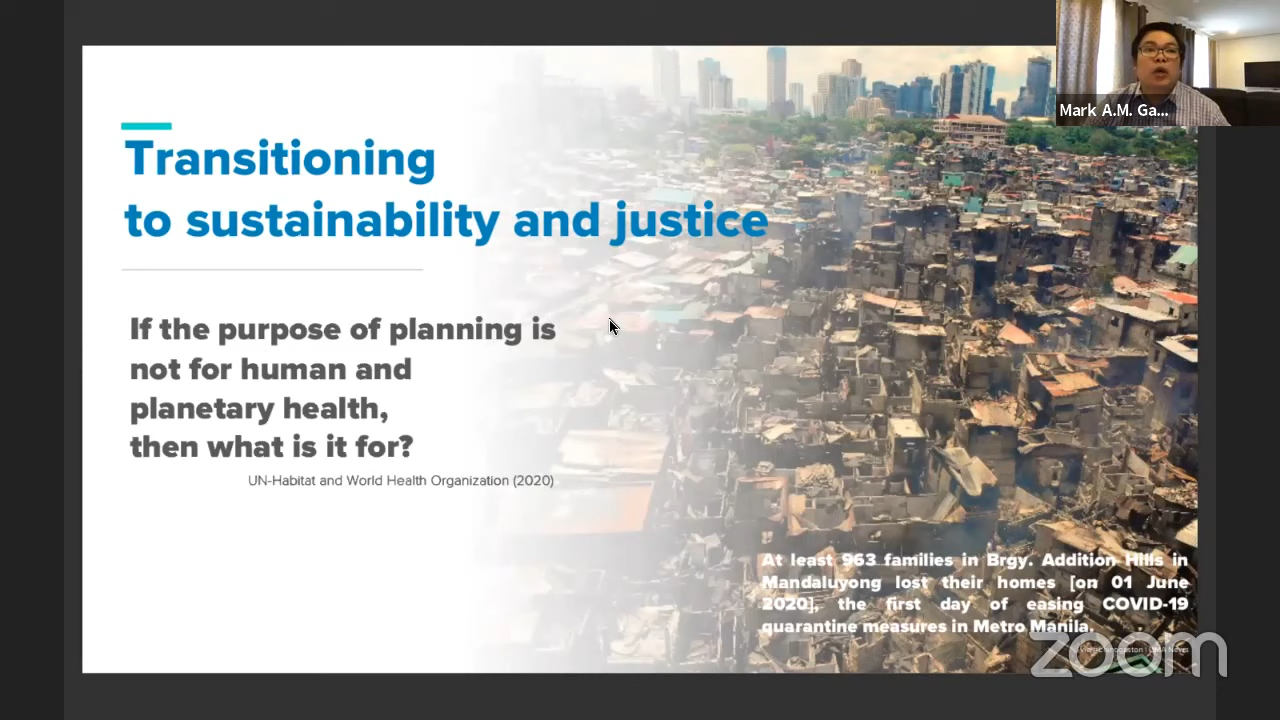 Mark A.M. Ga...
Transitioning
to sustainability and justice
If the purpose of planning is
not for human and
planetary health,
then what is it for?
UN-Habitat and World Health Organization (2020)
At least 963 families in Brgy. Addition Hills in
Mandaluyong lost their homes [on 01 June
2020], the first day of easing COVID-19
quarantine measures in Metro Manila.
zoom